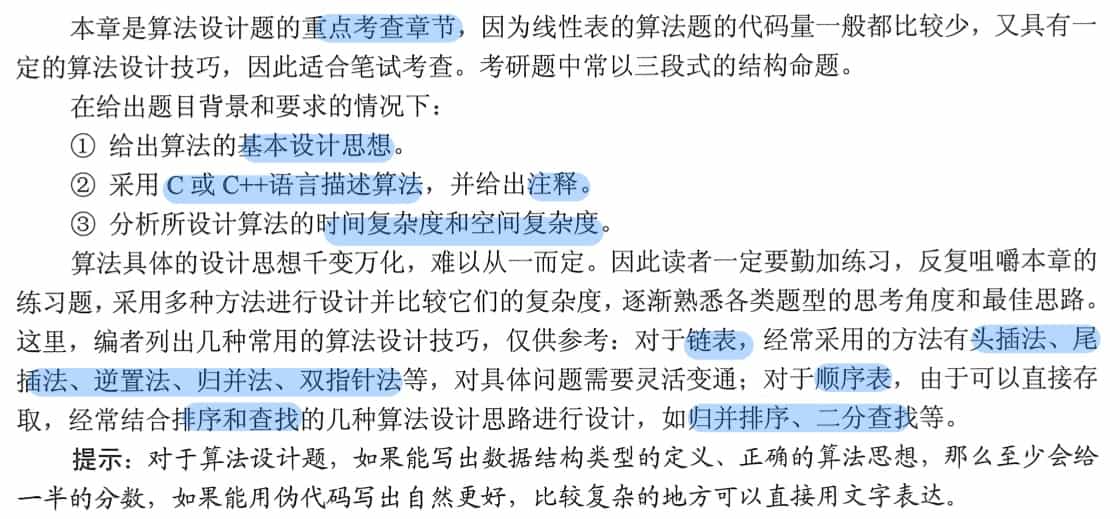 本章是算法设计题的重点考查章节，因为线性表的算法题的代码量一般都比较少，又具有一
定的算法设计技巧，因此适合笔试考查。考研题中常以三段式的结构命题。
在给出题目背景和要求的情况下：
① 给出算法的基本设计思想。
② 采用 C 或 C++语言描述算法，并给出注释。
③ 分析所设计算法的时间复杂度和空间复杂度。
算法具体的设计思想千变万化，难以从一而定。因此读者一定要勤加练习，反复咀嚼本章的
练习题，采用多种方法进行设计并比较它们的复杂度，逐渐熟悉各类题型的思考角度和最佳思路。
这里，编者列出几种常用的算法设计技巧，仅供参考：对于链表，经常采用的方法有头插法、尾
插法、逆置法、归并法、双指针法等，对具体问题需要灵活变通；对于顺序表，由于可以直接存
取，经常结合排序和查找的几种算法设计思路进行设计，如归并排序、二分查找等。
提示：对于算法设计题，如果能写出数据结构类型的定义、正确的算法思想，那么至少会给
一半的分数，如果能用伪代码写出自然更好，比较复杂的地方可以直接用文字表达。